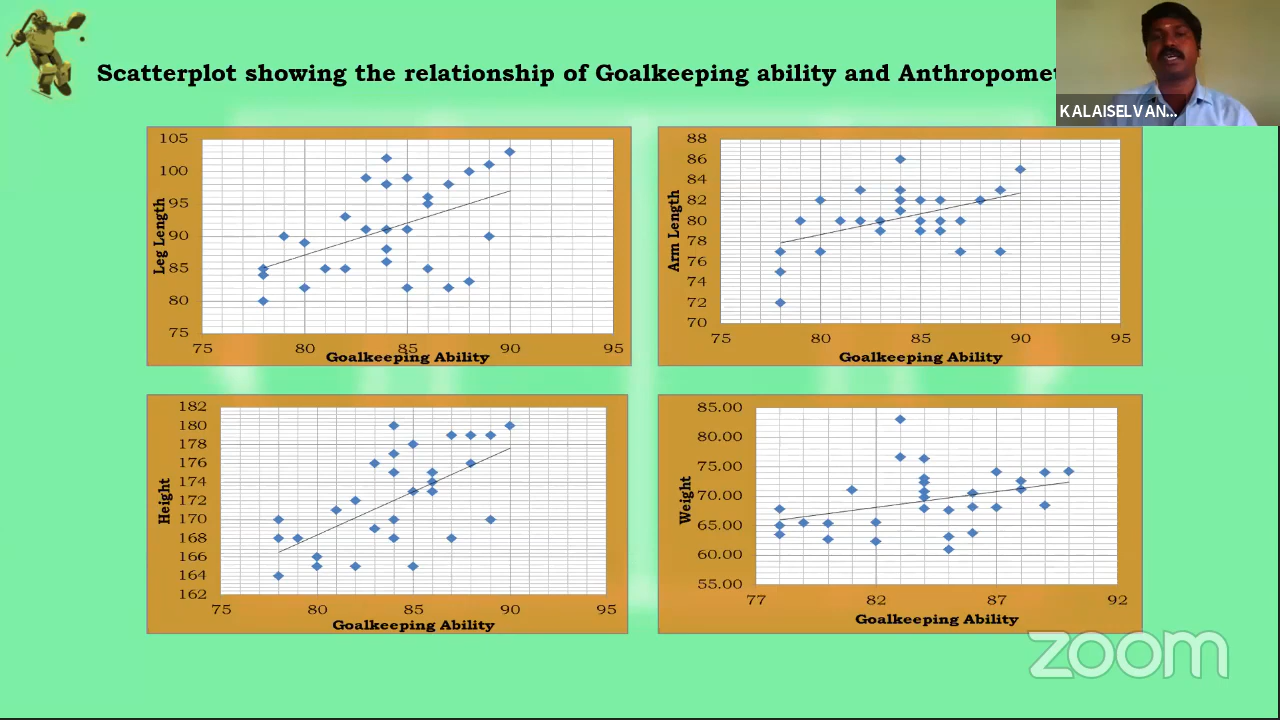 Scatterplot showing the relationship of Goalkeeping ability and Anthropome
KALAISELVAN...
105
100
95
90
85
80
75
Leg Length
75 80 85 90 95
Goalkeeping Ability
88
86
84
82
80
78
76
74
72
70
Arm Length
75 80 85 90 95
Goalkeeping Ability
182
180
178
176
174
172
170
168
166
164
162
Height
75 80 85 90 95
Goalkeeping Ability
85.00
80.00
75.00
70.00
65.00
60.00
55.00
Weight
77 82 87 92
Goalkeeping Ability
zoom